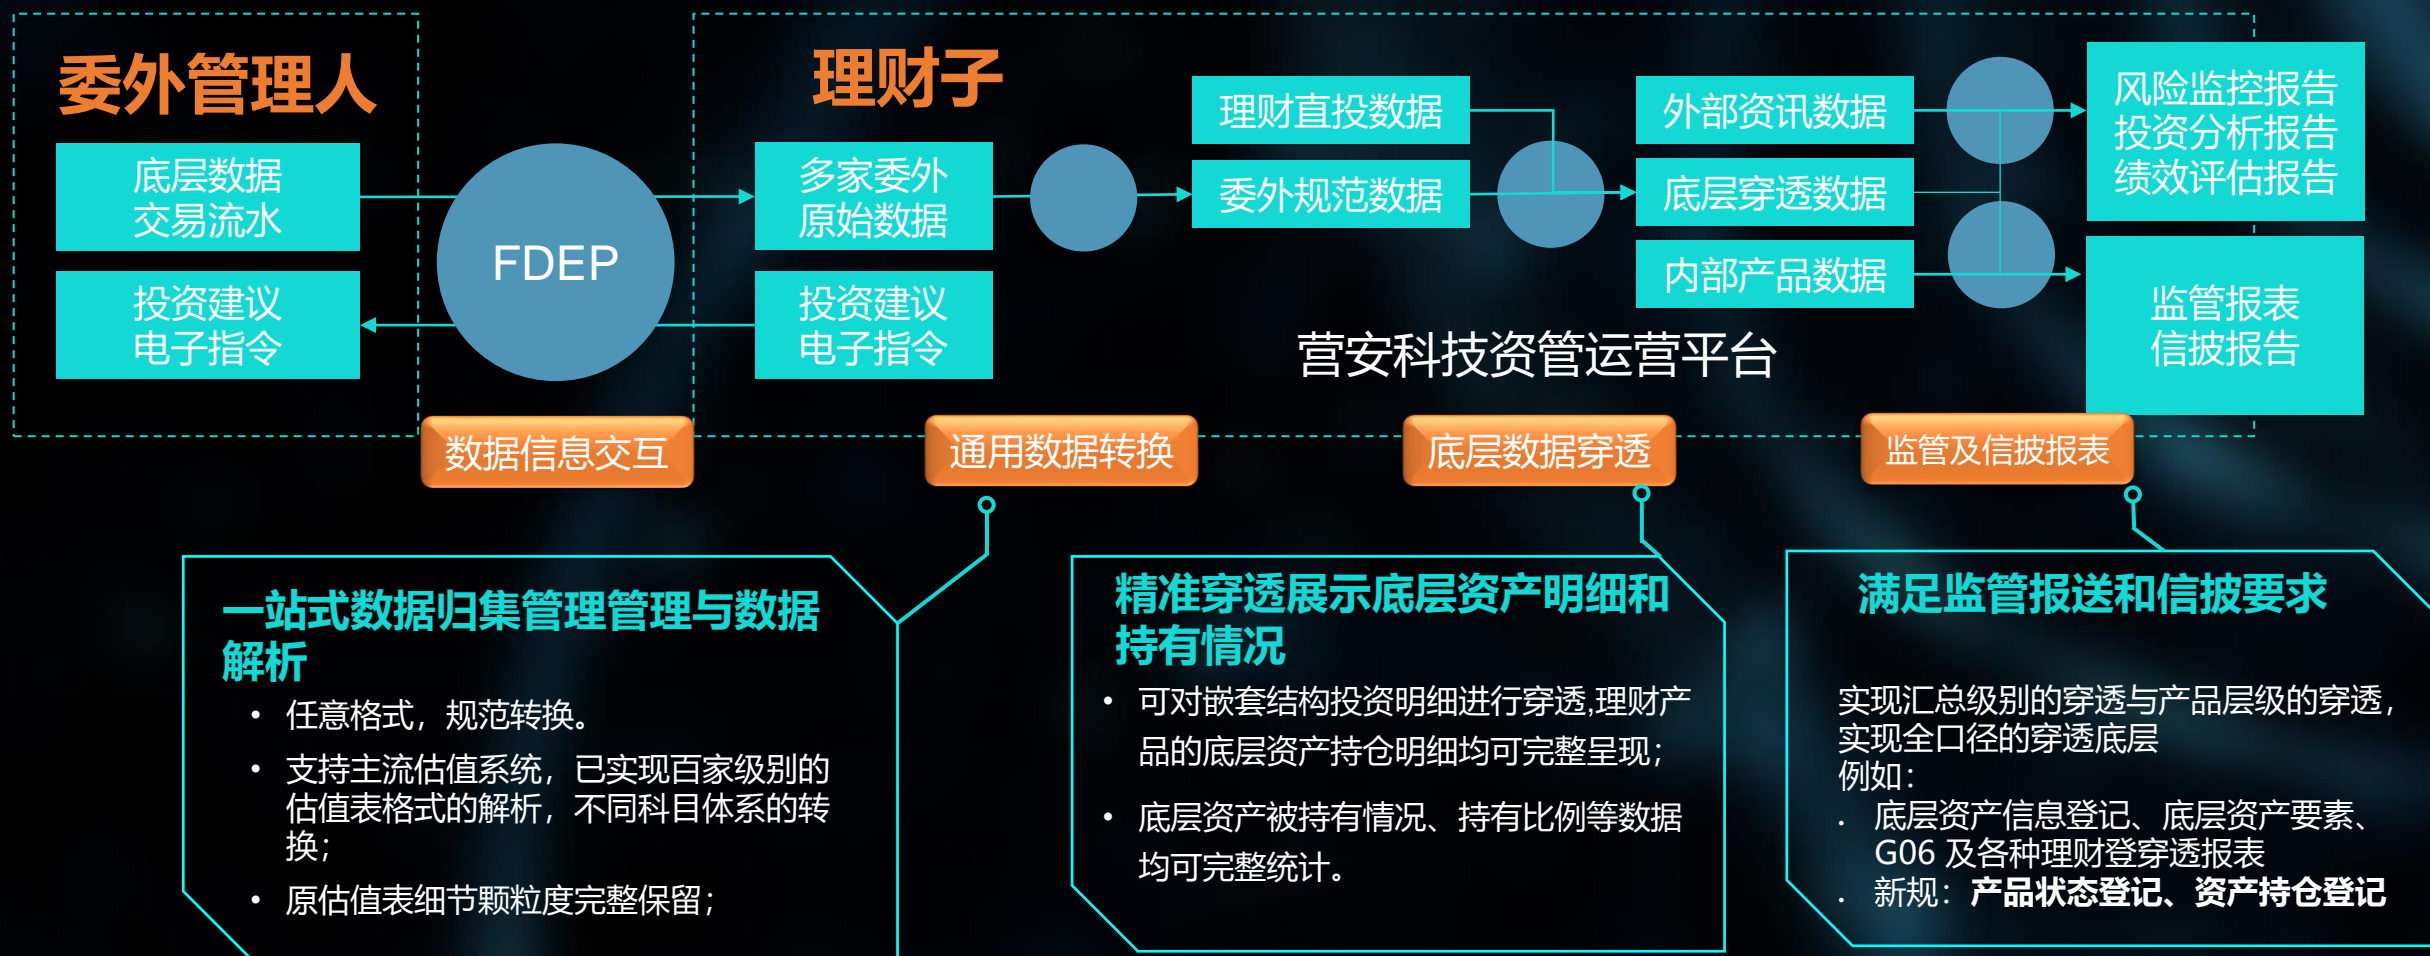 委外管理人
理财子
底层数据
交易流水
投资建议
电子指令
FDEP
多家委外
原始数据
投资建议
电子指令
理财直投数据
委外规范数据
外部资讯数据
底层穿透数据
内部产品数据
风险监控报告
投资分析报告
绩效评估报告
监管报表
信披报告
营安科技资管运营平台
数据信息交互
通用数据转换
底层数据穿透
监管及信披报表
一站式数据归集管理管理与数据
解析
• 任意格式，规范转换。
• 支持主流估值系统，已实现百家级别的
估值表格式的解析，不同科目体系的转
换；
• 原估值表细节颗粒度完整保留；
精准穿透展示底层资产明细和
持有情况
• 可对嵌套结构投资明细进行穿透,理财产
品的底层资产持仓明细均可完整呈现；
• 底层资产被持有情况、持有比例等数据
均可完整统计。
满足监管报送和信披要求
实现汇总级别的穿透与产品层级的穿透，
实现全口径的穿透底层
例如：
• 底层资产信息登记、底层资产要素、
G06 及各种理财登穿透报表
• 新规：产品状态登记、资产持仓登记